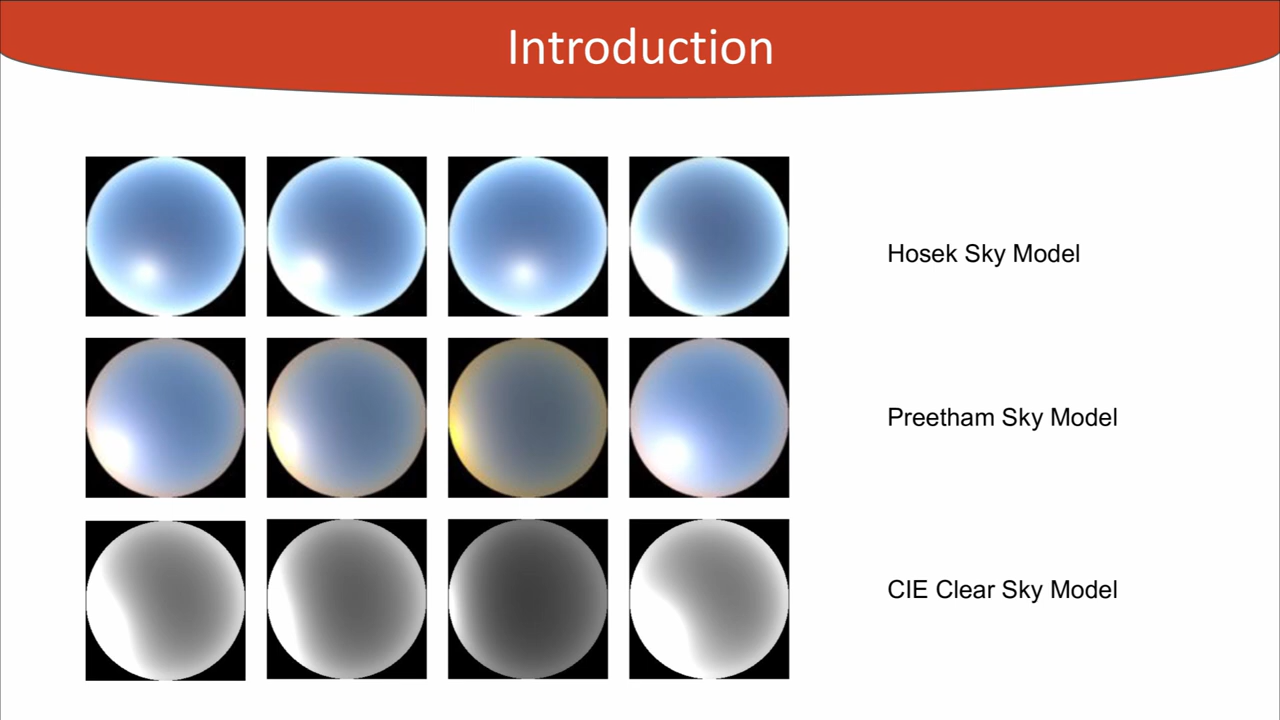 Introduction
Hosek Sky Model
Preetham Sky Model
CIE Clear Sky Model